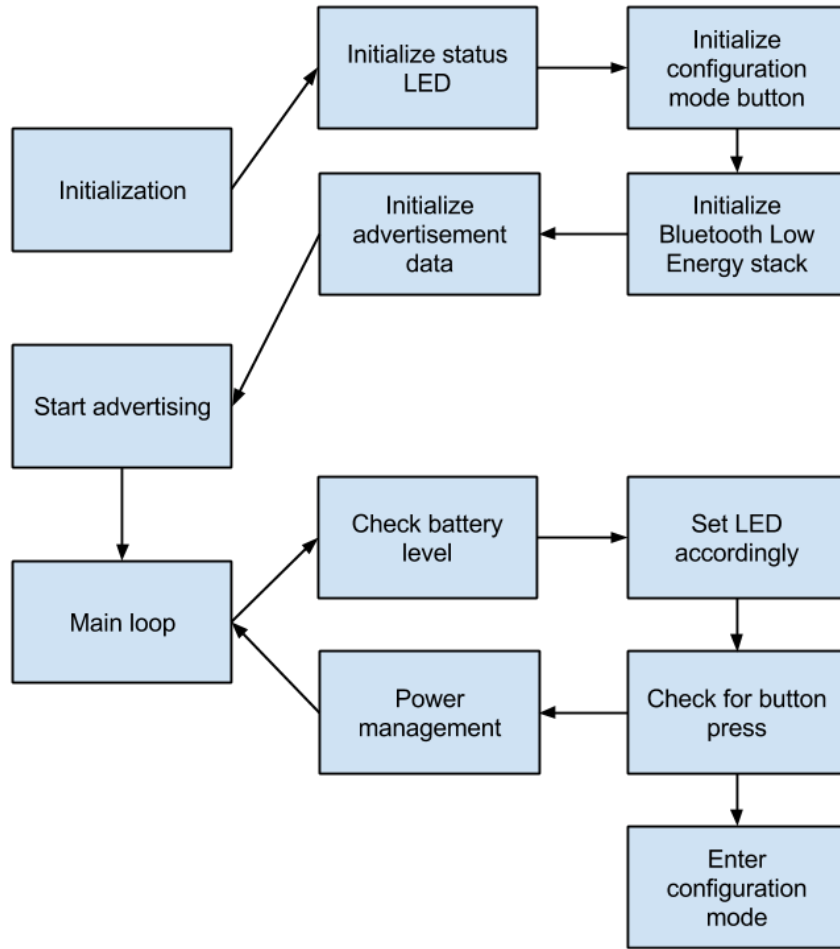 Initialization
Initialize status
LED
Initialize
configuration
mode button
Initialize
Bluetooth Low
Energy stack
Initialize
advertisement
data
Start advertising
Main loop
Check battery
level
Set LED
accordingly
Check for button
press
Power
management
Enter
configuration
mode